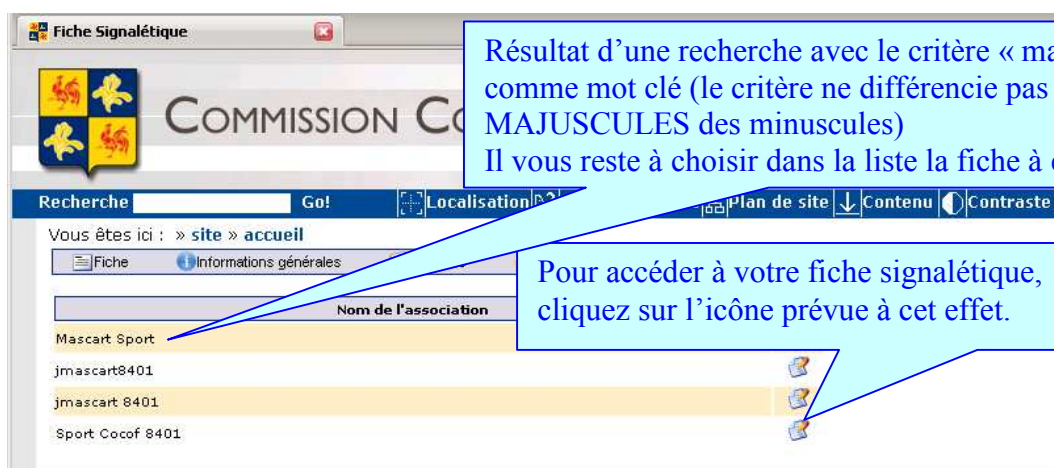 Fiche Signalétique
Résultat d’une recherche avec le critère « ma
comme mot clé (le critère ne différencie pas
MAJUSCULES des minuscules)
Il vous reste à choisir dans la liste la fiche à
COMMISSION
Recherche Go! Localisation Plan de site Contenu Contraste
Vous êtes ici : » site » accueil
Fiche Informations générales
Pour accéder à votre fiche signalétique,
cliquez sur l’icône prévue à cet effet.
Nom de l'association
Mascart Sport
jmascart8401
jmascart 8401
Sport Cocof 8401